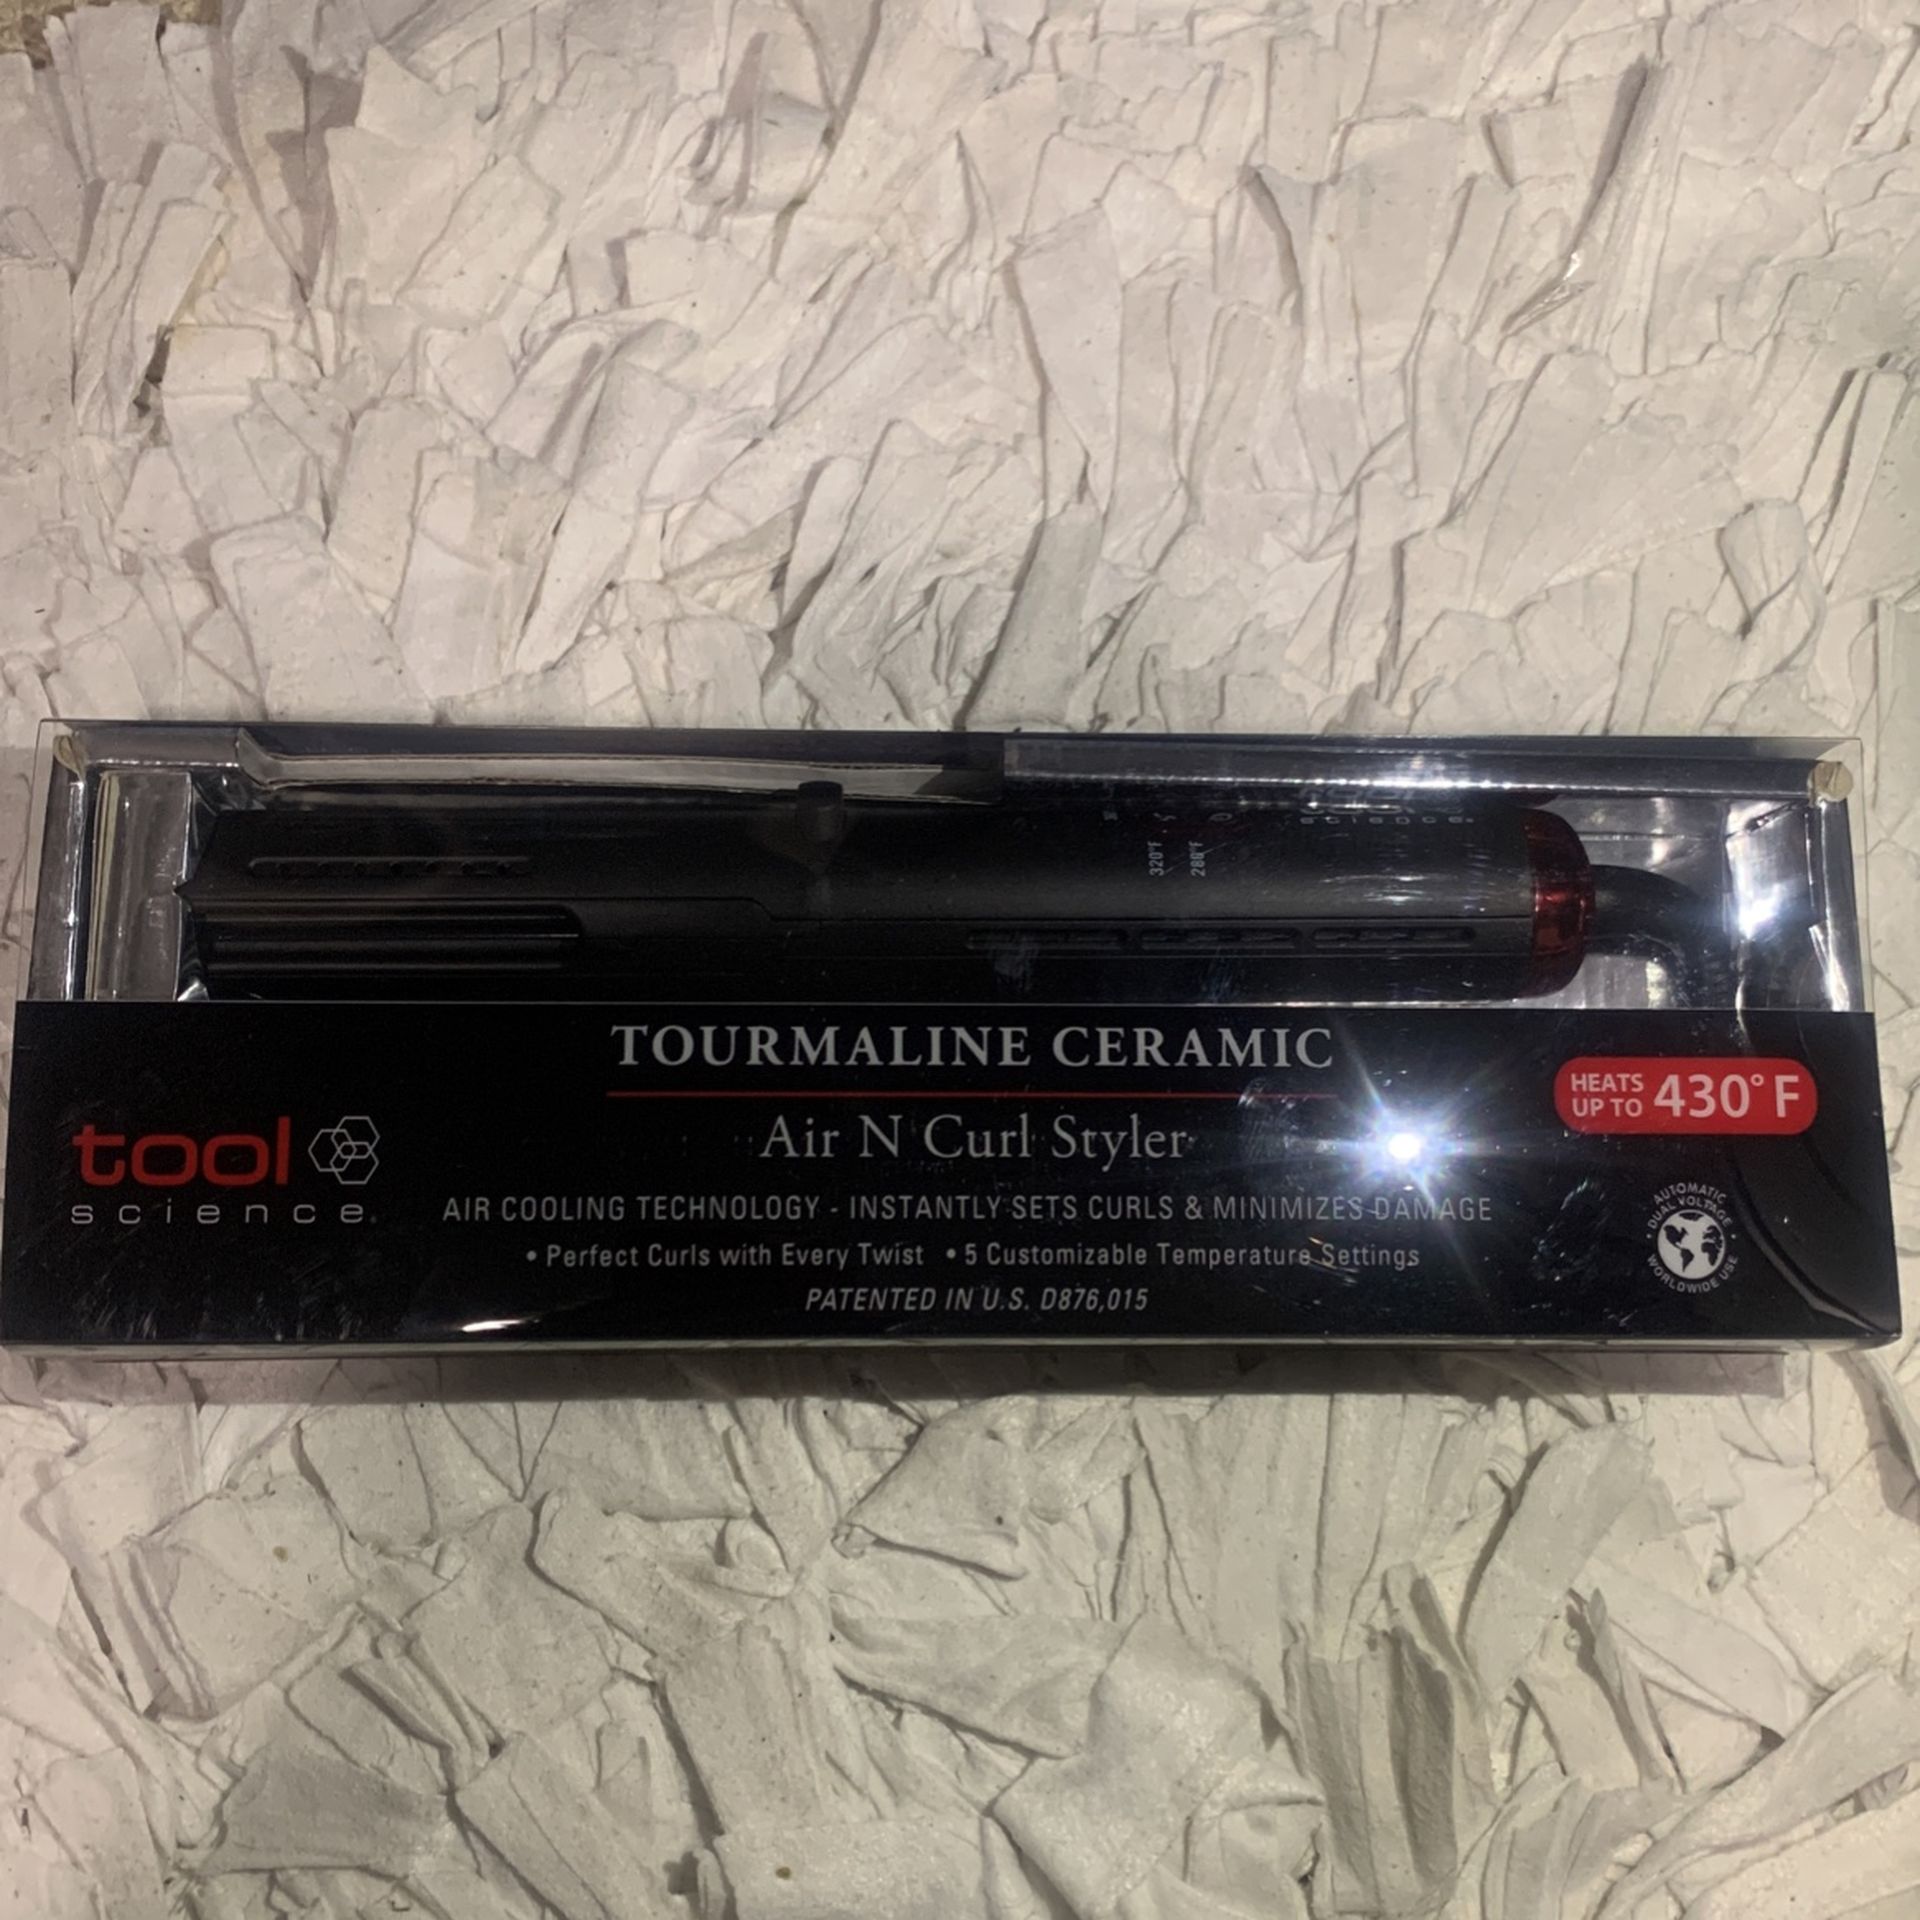 320°F 280°F
TOURMALINE CERAMIC
Air N Curl Styler
HEATS
UP TO 430°F
tool
science
AIR COOLING TECHNOLOGY - INSTANTLY SETS CURLS & MINIMIZES DAMAGE
• Perfect Curls with Every Twist • 5 Customizable Temperature Settings
PATENTED IN U.S. D876,015
AUTOMATIC
DUAL VOLTAGE
WORLDWIDE USE